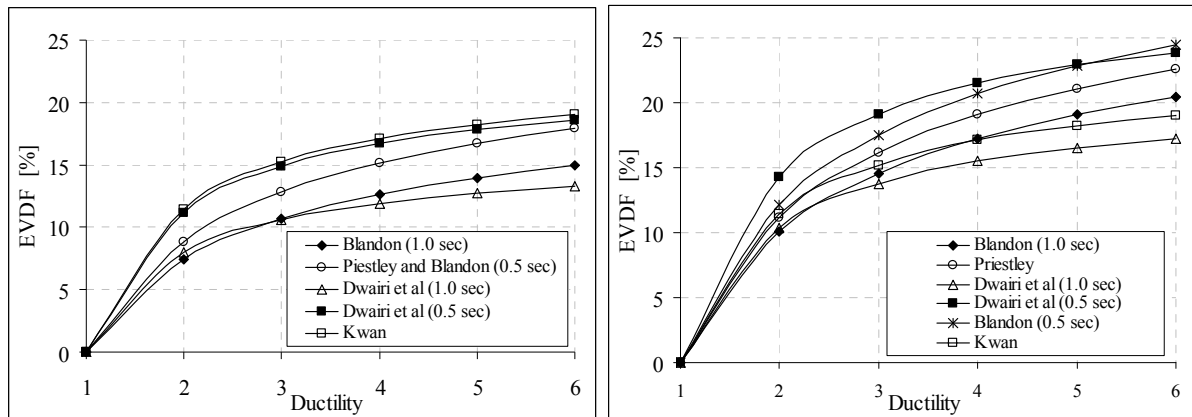 EVDF [%]
25
20
15
10
5
0
Blandon (1.0 sec)
Piestley and Blandon (0.5 sec)
Dwairi et al (1.0 sec)
Dwairi et al (0.5 sec)
Kwan
1 2 3 4 5 6
Ductility
EVDF [%]
25
20
15
10
5
0
Blandon (1.0 sec)
Priestley
Dwairi et al (1.0 sec)
Dwairi et al (0.5 sec)
Blandon (0.5 sec)
Kwan
1 2 3 4 5 6
Ductility